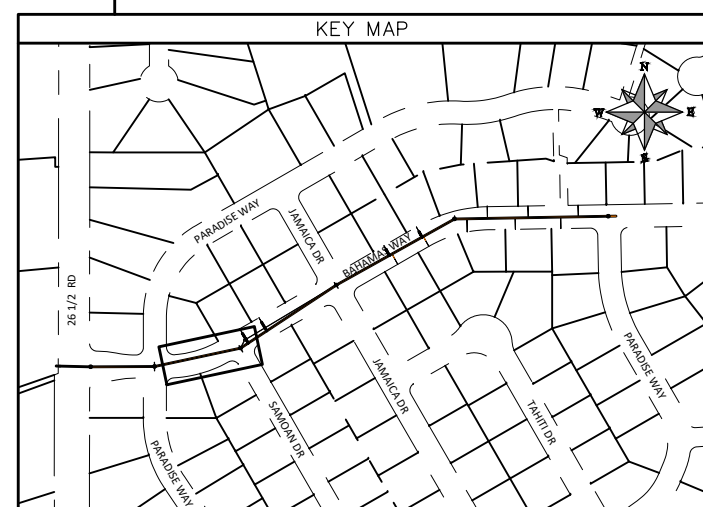 KEY MAP
N
W
E
PARADISE WAY
JAMAICA DR
BAHAMAS WAY
26 1/2 RD
PARADISE WAY
JAMAICA DR
SAMOAN DR
TAHITI DR
PARADISE WAY